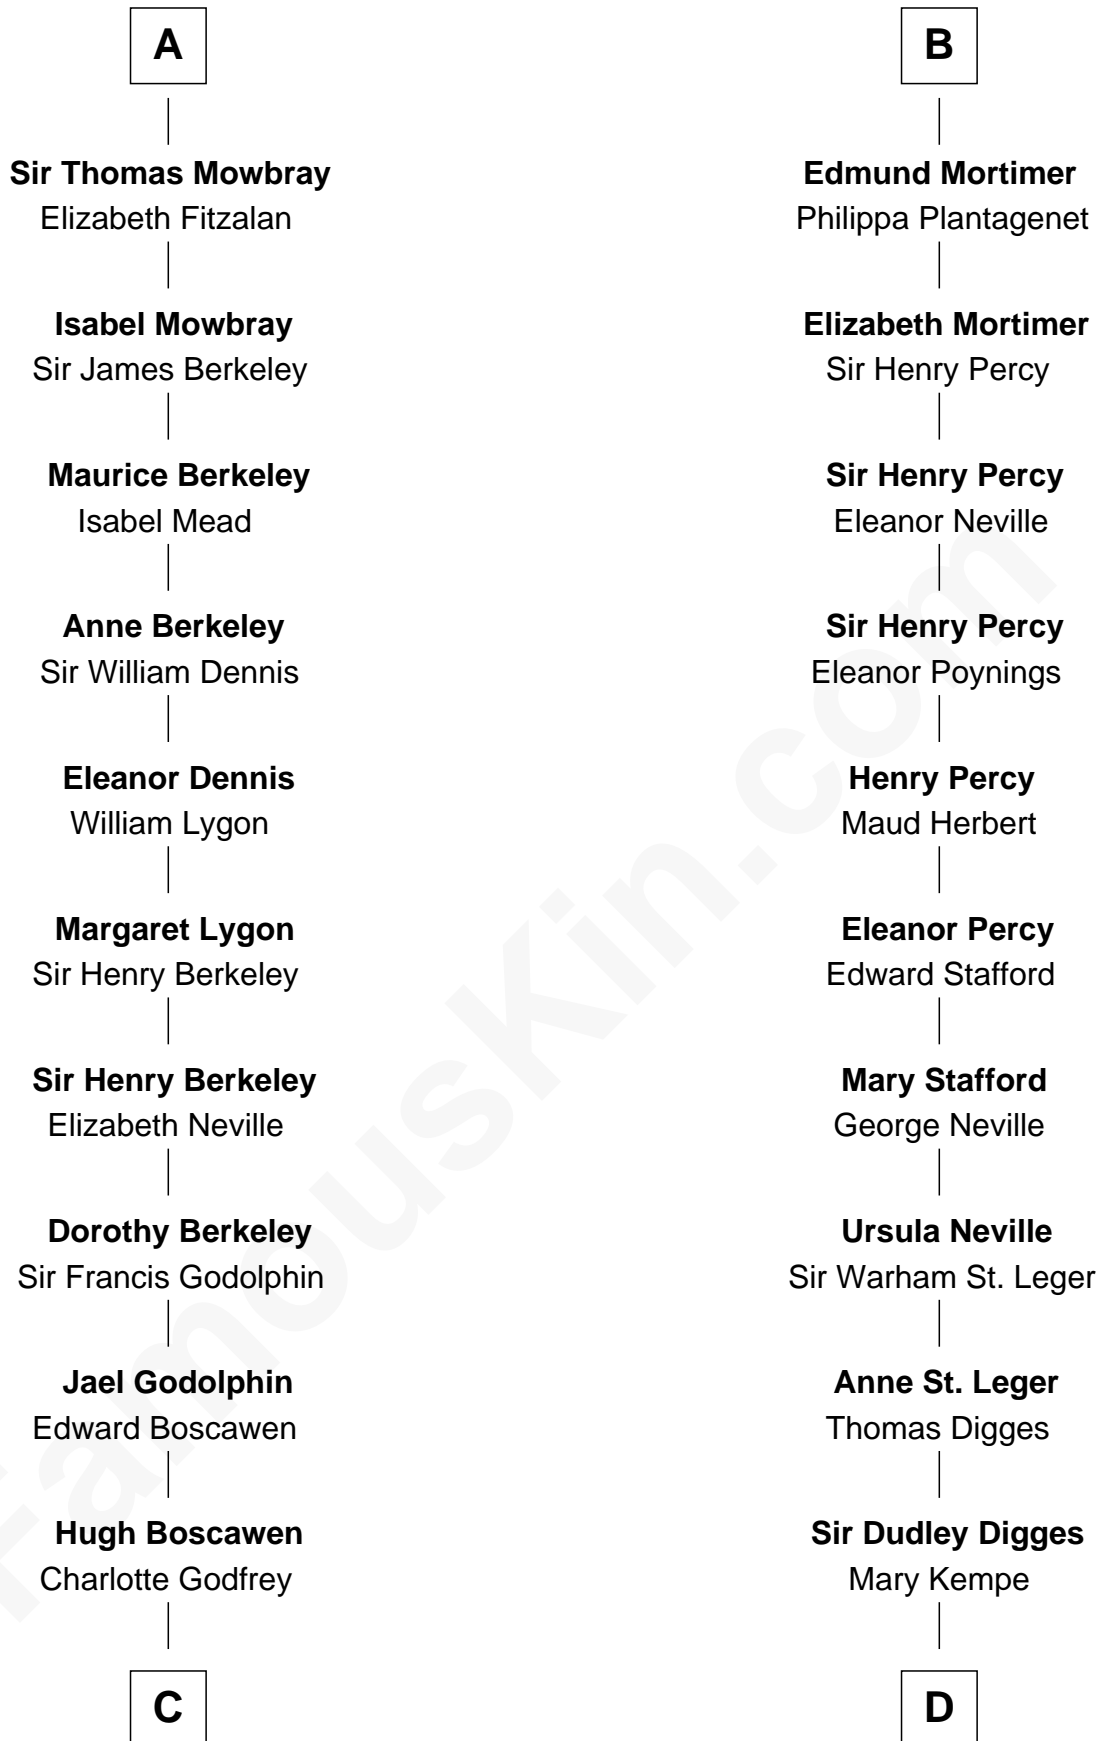 A
Sir Thomas Mowbray
Elizabeth Fitzalan
Isabel Mowbray
Sir James Berkeley
Maurice Berkeley
Isabel Mead
Anne Berkeley
Sir William Dennis
Eleanor Dennis
William Lygon
Margaret Lygon
Sir Henry Berkeley
Sir Henry Berkeley
Elizabeth Neville
Dorothy Berkeley
Sir Francis Godolphin
Jael Godolphin
Edward Boscawen
Hugh Boscawen
Charlotte Godfrey
C
B
Edmund Mortimer
Philippa Plantagenet
Elizabeth Mortimer
Sir Henry Percy
Sir Henry Percy
Eleanor Neville
Sir Henry Percy
Eleanor Poynings
Henry Percy
Maud Herbert
Eleanor Percy
Edward Stafford
Mary Stafford
George Neville
Ursula Neville
Sir Warham St. Leger
Anne St. Leger
Thomas Digges
Sir Dudley Digges
Mary Kempe
D
FamousKin.com